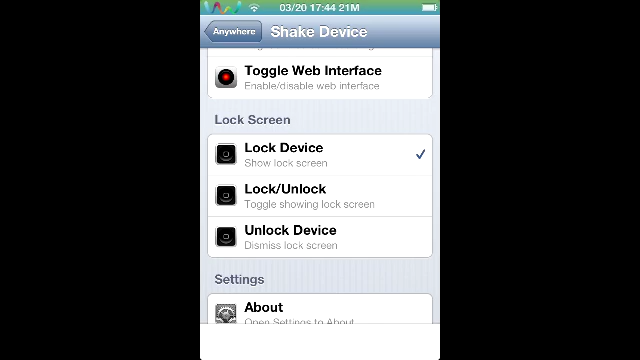 03/20 17:44 21M
Anywhere
Shake Device
Toggle Web Interface
Enable/disable web interface
Lock Screen
Lock Device
Show lock screen
Lock/Unlock
Toggle showing lock screen
Unlock Device
Dismiss lock screen
Settings
About
Open Settings to About